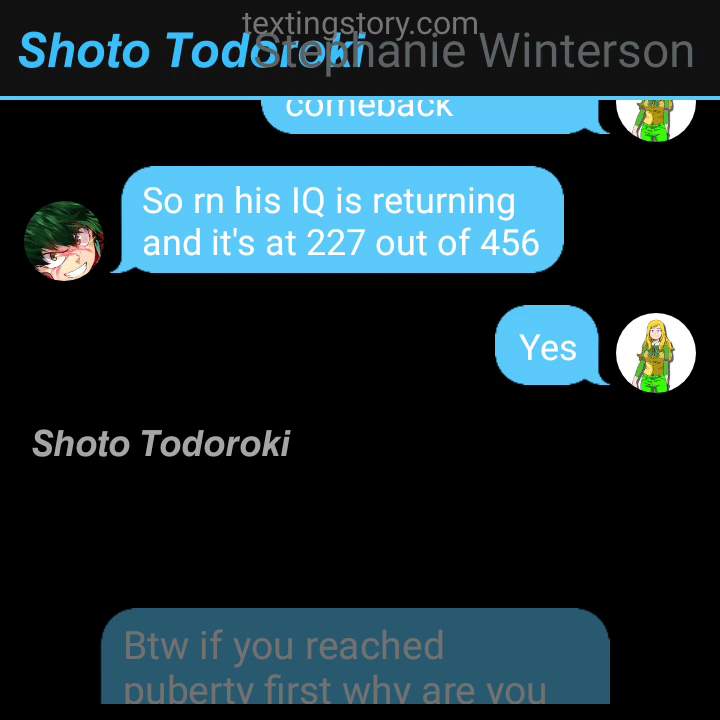 textingstory.com
Shoto Todoroki
Stephanie Winterson
comeback
So rn his IQ is returning
and it's at 227 out of 456
Yes
Shoto Todoroki
Btw if you reached
puberty first why are you